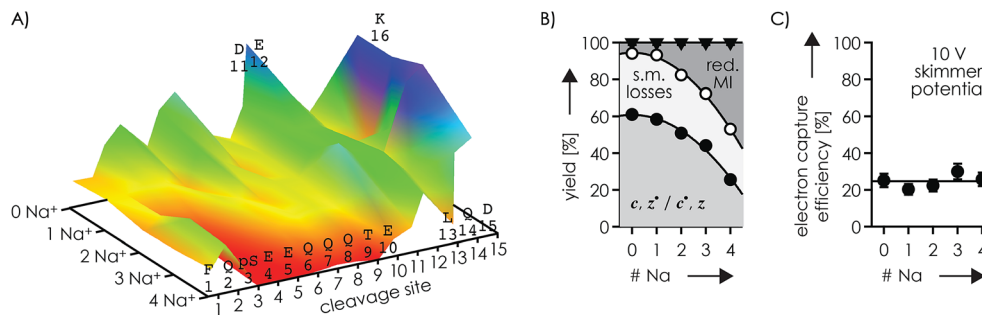 A)
K
16
D E
11 12
0 Na⁺
1 Na⁺
2 Na⁺
3 Na⁺
4 Na⁺
F Q pS E E Q Q Q T E L Q D
1 2 3 4 5 6 7 8 9 10 13 14 15
1 2 3 4 5 6 7 8 9 10 11 12 13 14 15
cleavage site
B)
100
80
60
40
20
0
yield [%]
s.m.
losses
red.
MI
c, z• / c•, z
0 1 2 3 4
# Na
C)
100
80
60
40
20
0
electron capture
efficiency [%]
10 V
skimmer
potential
0 1 2 3 4
# Na